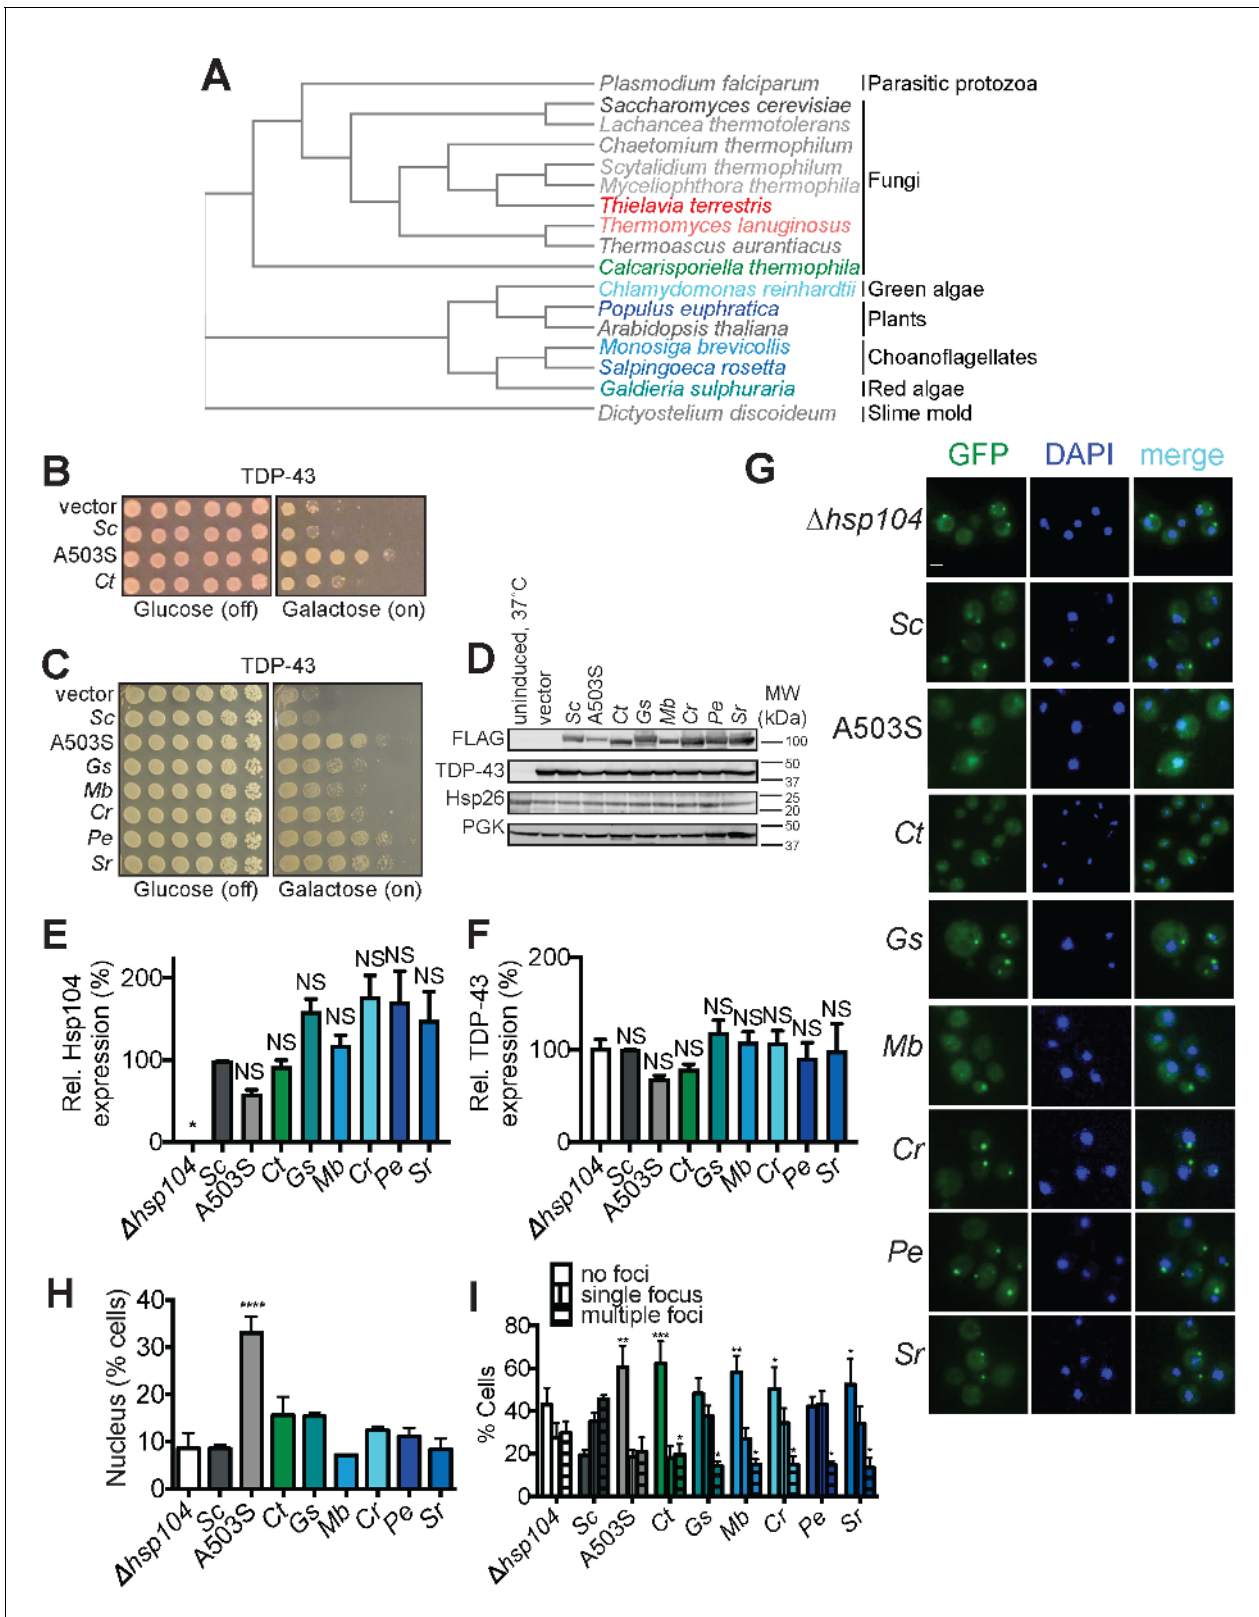 A
Plasmodium falciparum
Parasitic protozoa
Saccharomyces cerevisiae
Lachancea thermotolerans
Chaetomium thermophilum
Scytalidium thermophilum
Myceliophthora thermophila
Fungi
Thielavia terrestris
Thermomyces lanuginosus
Thermoascus aurantiacus
Calcarisporiella thermophila
Chlamydomonas reinhardtii
Green algae
Populus euphratica
Plants
Arabidopsis thaliana
Monosiga brevicollis
Choanoflagellates
Salpingoeca rosetta
Galdieria sulphuraria
Red algae
Dictyostelium discoideum
Slime mold
B
TDP-43
vector
Sc
A503S
Ct
Glucose (off)
Galactose (on)
C
TDP-43
vector
Sc
A503S
Gs
Mb
Cr
Pe
Sr
Glucose (off)
Galactose (on)
D
uninduced, 37°C
vector
Sc
A503S
Ct
Gs
Mb
Cr
Pe
Sr
MW
(kDa)
FLAG
100
TDP-43
50
37
Hsp26
25
20
PGK
50
37
E
Rel. Hsp104
expression (%)
200
100
0
*
NS
NS
NS
NS
NS
NS
NS
Δhsp104
Sc
A503S
Ct
Gs
Mb
Cr
Pe
Sr
F
Rel. TDP-43
expression (%)
200
100
0
NS
NS
NS
NS
NS
NS
NS
NS
Δhsp104
Sc
A503S
Ct
Gs
Mb
Cr
Pe
Sr
G
GFP
DAPI
merge
Δhsp104
Sc
A503S
Ct
Gs
Mb
Cr
Pe
Sr
H
Nucleus (% cells)
40
30
20
10
0
****
Δhsp104
Sc
A503S
Ct
Gs
Mb
Cr
Pe
Sr
I
no foci
single focus
multiple foci
% Cells
80
60
40
20
0
**
***
*
*
**
*
*
*
*
*
*
Δhsp104
Sc
A503S
Ct
Gs
Mb
Cr
Pe
Sr